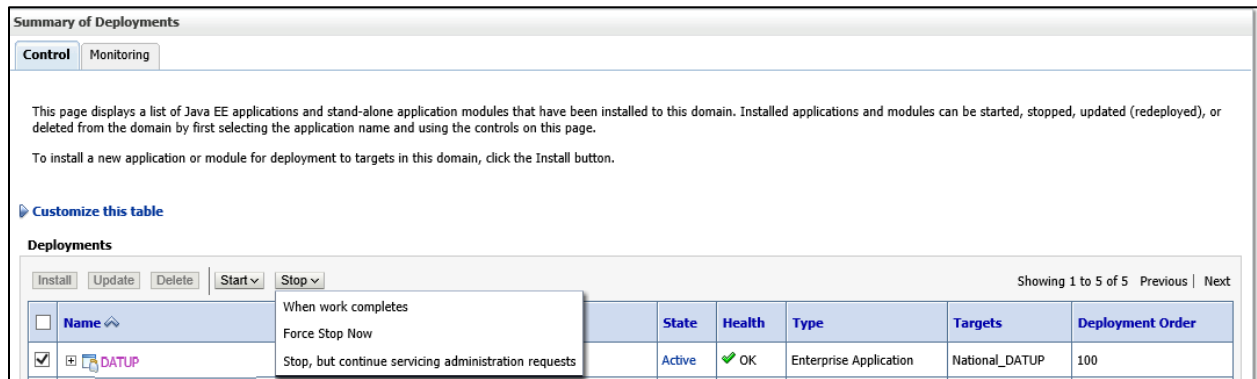 Summary of Deployments
Control Monitoring
This page displays a list of Java EE applications and stand-alone application modules that have been installed to this domain. Installed applications and modules can be started, stopped, updated (redeployed), or
deleted from the domain by first selecting the application name and using the controls on this page.
To install a new application or module for deployment to targets in this domain, click the Install button.
Customize this table
Deployments
Install Update Delete Start Stop Showing 1 to 5 of 5 Previous | Next
When work completes
Force Stop Now
Stop, but continue servicing administration requests
Name State Health Type Targets Deployment Order
DATUP Active OK Enterprise Application National_DATUP 100